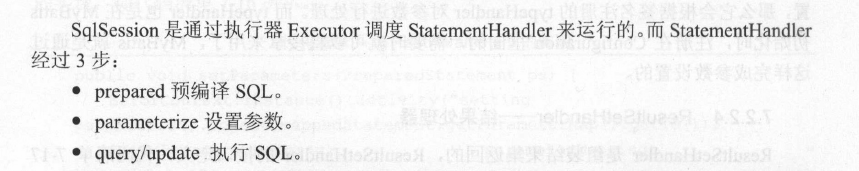 SqlSession 是通过执行器 Executor 调度 StatementHandler 来运行的。而 StatementHandler
经过 3 步：
● prepared 预编译 SQL。
● parameterize 设置参数。
● query/update 执行 SQL。